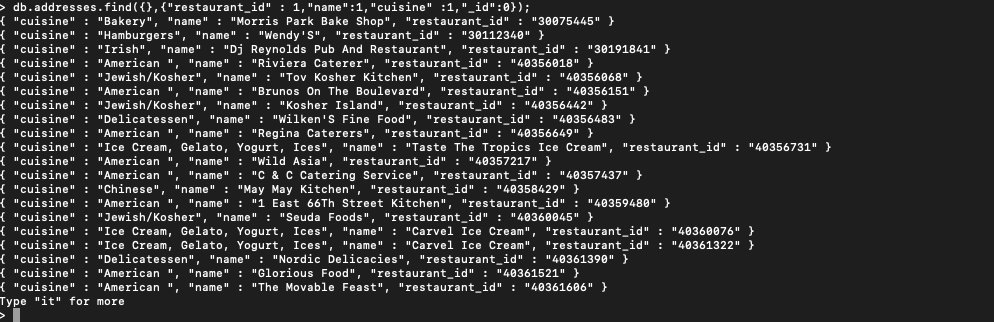 > db.addresses.find({},{"restaurant_id" : 1,"name":1,"cuisine" :1,"_id":0});
{ "cuisine" : "Bakery", "name" : "Morris Park Bake Shop", "restaurant_id" : "30075445" }
{ "cuisine" : "Hamburgers", "name" : "Wendy'S", "restaurant_id" : "30112340" }
{ "cuisine" : "Irish", "name" : "Dj Reynolds Pub And Restaurant", "restaurant_id" : "30191841" }
{ "cuisine" : "American ", "name" : "Riviera Caterer", "restaurant_id" : "40356018" }
{ "cuisine" : "Jewish/Kosher", "name" : "Tov Kosher Kitchen", "restaurant_id" : "40356068" }
{ "cuisine" : "American ", "name" : "Brunos On The Boulevard", "restaurant_id" : "40356151" }
{ "cuisine" : "Jewish/Kosher", "name" : "Kosher Island", "restaurant_id" : "40356442" }
{ "cuisine" : "Delicatessen", "name" : "Wilken'S Fine Food", "restaurant_id" : "40356483" }
{ "cuisine" : "American ", "name" : "Regina Caterers", "restaurant_id" : "40356649" }
{ "cuisine" : "Ice Cream, Gelato, Yogurt, Ices", "name" : "Taste The Tropics Ice Cream", "restaurant_id" : "40356731" }
{ "cuisine" : "American ", "name" : "Wild Asia", "restaurant_id" : "40357217" }
{ "cuisine" : "American ", "name" : "C & C Catering Service", "restaurant_id" : "40357437" }
{ "cuisine" : "Chinese", "name" : "May May Kitchen", "restaurant_id" : "40358429" }
{ "cuisine" : "American ", "name" : "1 East 66Th Street Kitchen", "restaurant_id" : "40359480" }
{ "cuisine" : "Jewish/Kosher", "name" : "Seuda Foods", "restaurant_id" : "40360045" }
{ "cuisine" : "Ice Cream, Gelato, Yogurt, Ices", "name" : "Carvel Ice Cream", "restaurant_id" : "40360076" }
{ "cuisine" : "Ice Cream, Gelato, Yogurt, Ices", "name" : "Carvel Ice Cream", "restaurant_id" : "40361322" }
{ "cuisine" : "Delicatessen", "name" : "Nordic Delicacies", "restaurant_id" : "40361390" }
{ "cuisine" : "American ", "name" : "Glorious Food", "restaurant_id" : "40361521" }
{ "cuisine" : "American ", "name" : "The Movable Feast", "restaurant_id" : "40361606" }
Type "it" for more
>